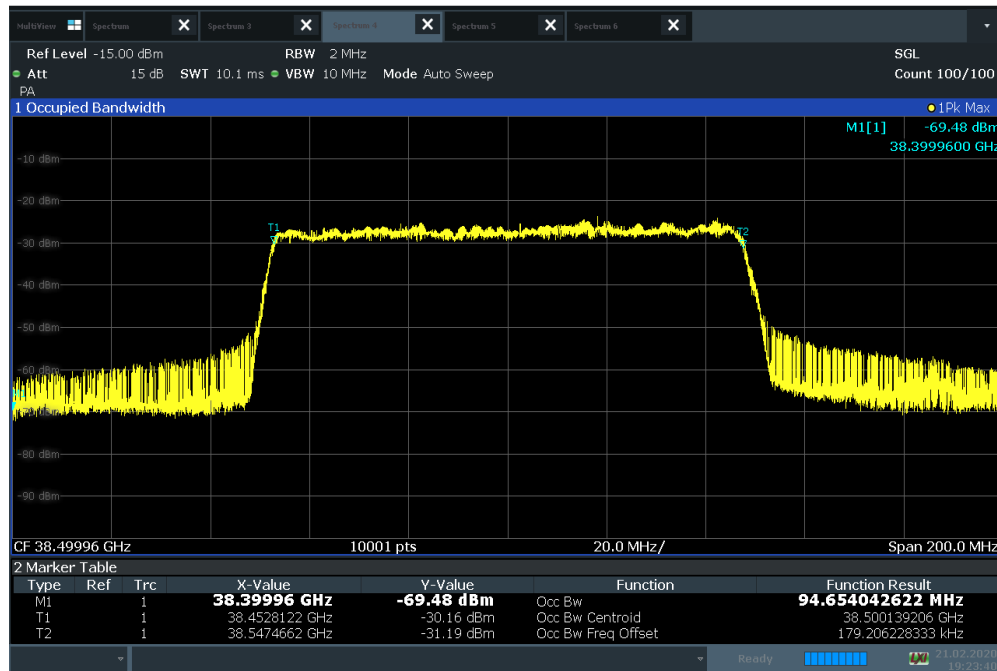 MultiView Spectrum Spectrum 3 Spectrum 4 Spectrum 5 Spectrum 6
Ref Level -15.00 dBm RBW 2 MHz SGL
Att 15 dB SWT 10.1 ms VBW 10 MHz Mode Auto Sweep Count 100/100
PA
1 Occupied Bandwidth 1Pk Max
M1[1] -69.48 dBm
38.3999600 GHz
-10 dBm
-20 dBm
T1 T2
-30 dBm
-40 dBm
-50 dBm
-60 dBm
-70 dBm
-80 dBm
-90 dBm
CF 38.49996 GHz 10001 pts 20.0 MHz/ Span 200.0 MHz
2 Marker Table
Type Ref Trc X-Value Y-Value Function Function Result
M1 1 38.39996 GHz -69.48 dBm Occ Bw 94.654042622 MHz
T1 1 38.4528122 GHz -30.16 dBm Occ Bw Centroid 38.500139206 GHz
T2 1 38.5474662 GHz -31.19 dBm Occ Bw Freq Offset 179.206228333 kHz
Ready 21.02.2020
19:23:40